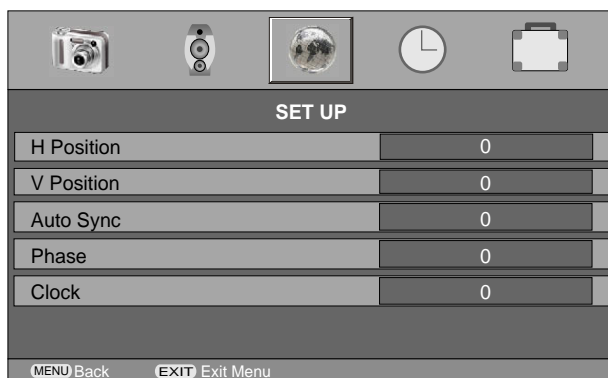 SET UP
H Position 0
V Position 0
Auto Sync 0
Phase 0
Clock 0
MENU Back EXIT Exit Menu